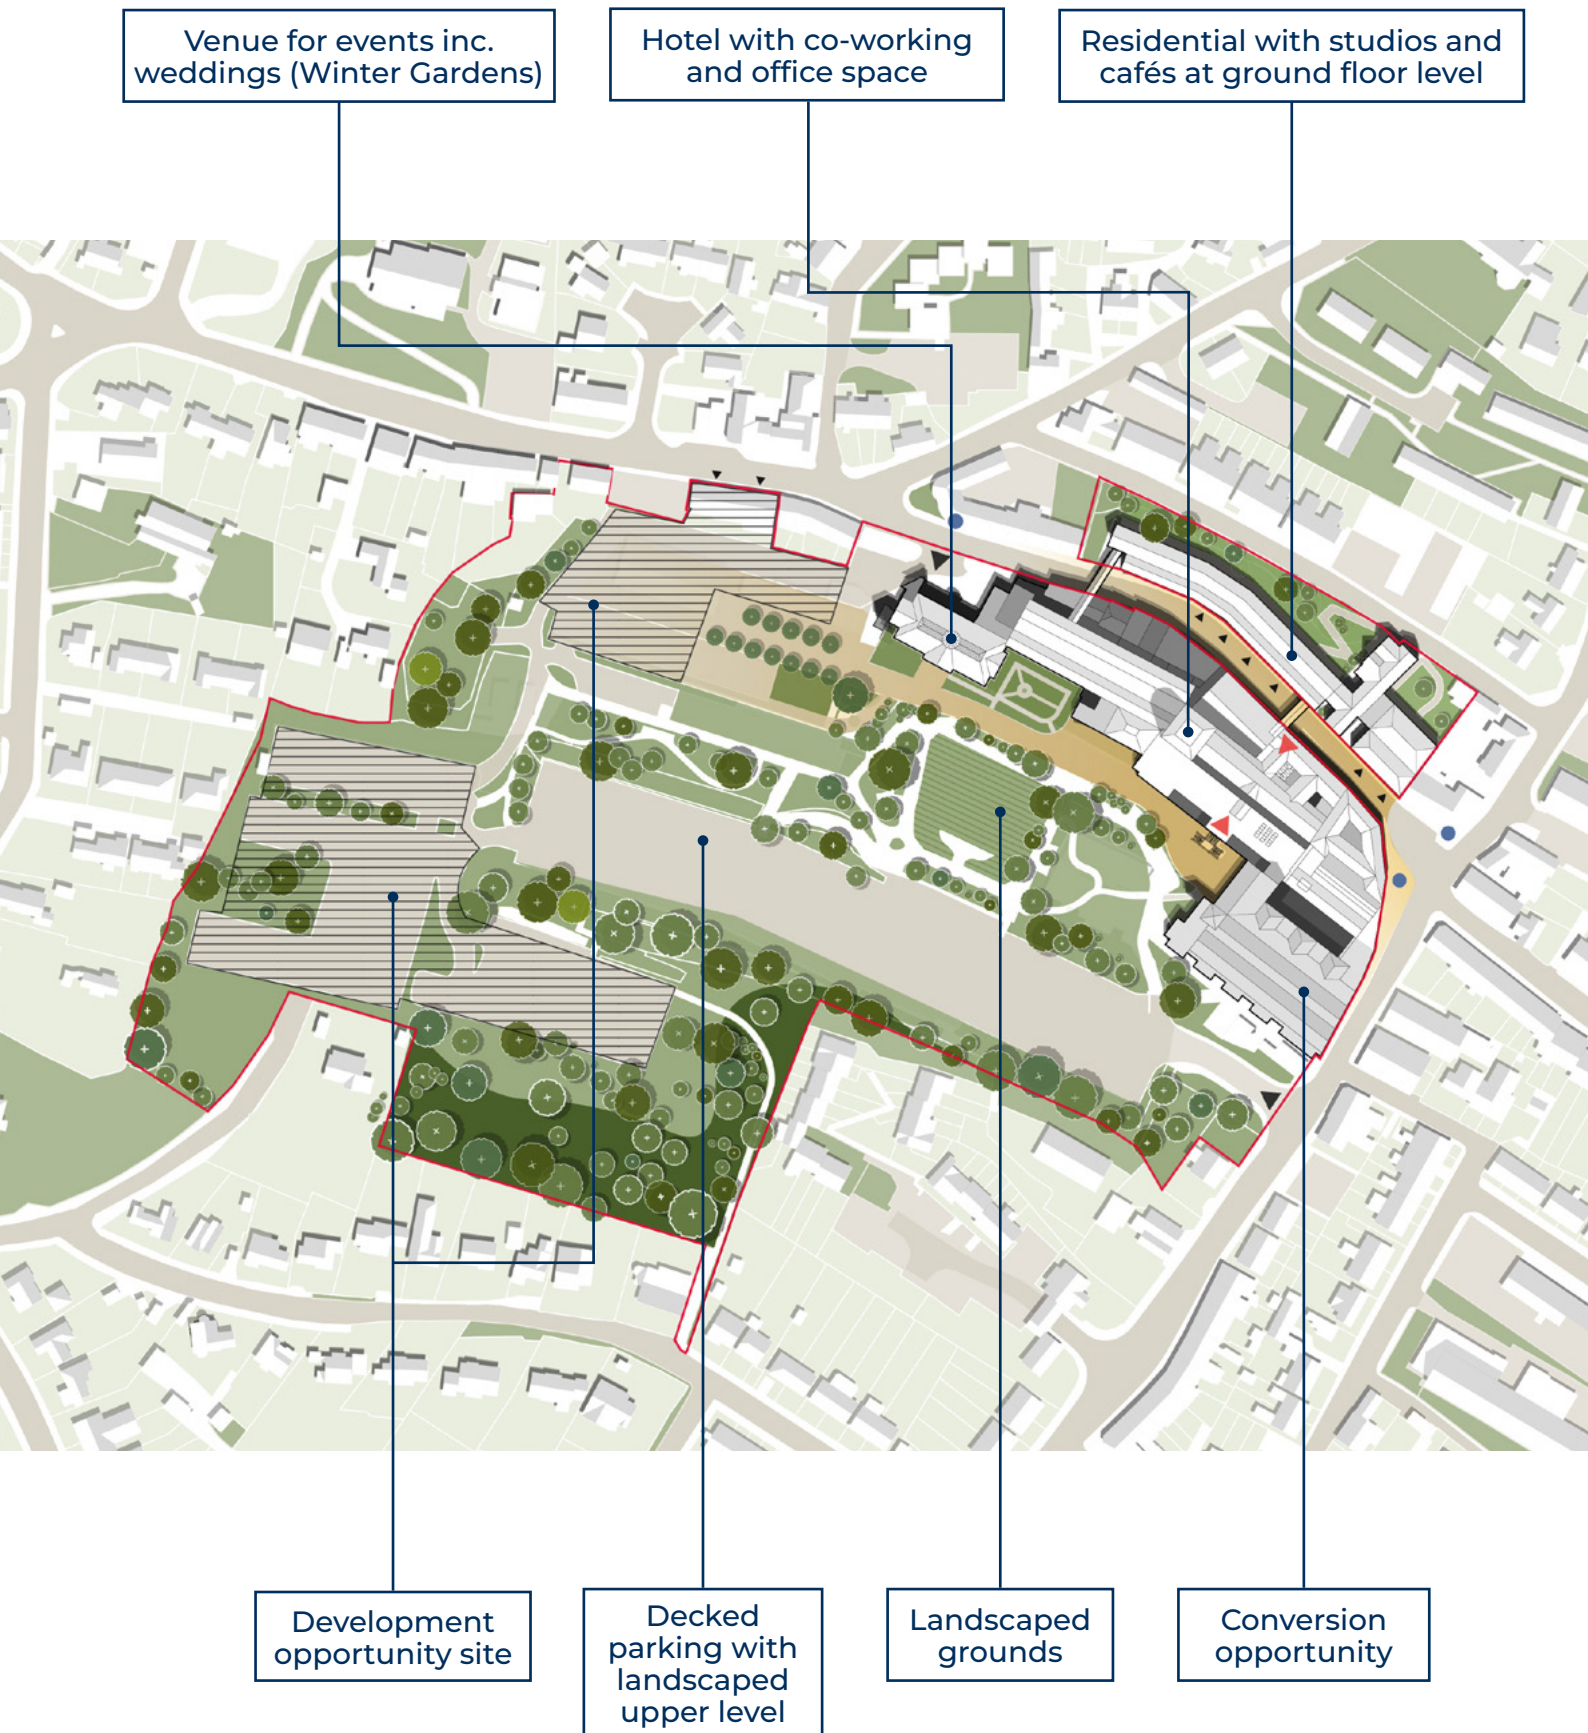 Venue for events inc.
weddings (Winter Gardens)
Hotel with co-working
and office space
Residential with studios and
cafés at ground floor level
Development
opportunity site
Decked
parking with
landscaped
upper level
Landscaped
grounds
Conversion
opportunity